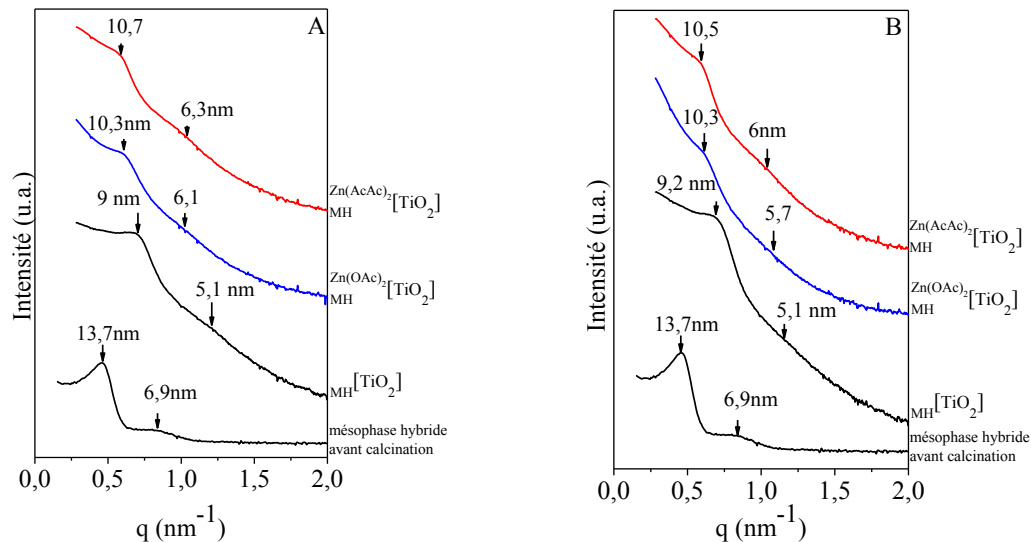 A
10,7
6,3nm
10,3nm
Zn(AcAc)2
MH[TiO2]
9 nm
6,1
Zn(OAc)2
MH[TiO2]
5,1 nm
13,7nm
MH[TiO2]
6,9nm
mésophase hybride
avant calcination
Intensité (u.a.)
0,0 0,5 1,0 1,5 2,0
q (nm-1)
B
10,5
6nm
10,3
Zn(AcAc)2
MH[TiO2]
9,2 nm
5,7
Zn(OAc)2
MH[TiO2]
5,1 nm
13,7nm
MH[TiO2]
6,9nm
mésophase hybride
avant calcination
Intensité (u.a.)
0,0 0,5 1,0 1,5 2,0
q (nm-1)